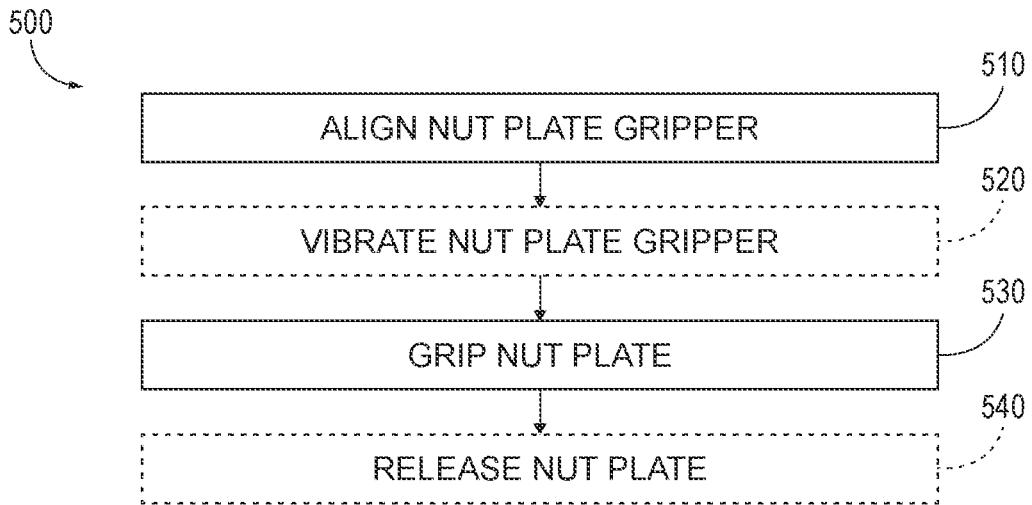 500
510
ALIGN NUT PLATE GRIPPER
520
VIBRATE NUT PLATE GRIPPER
530
GRIP NUT PLATE
540
RELEASE NUT PLATE